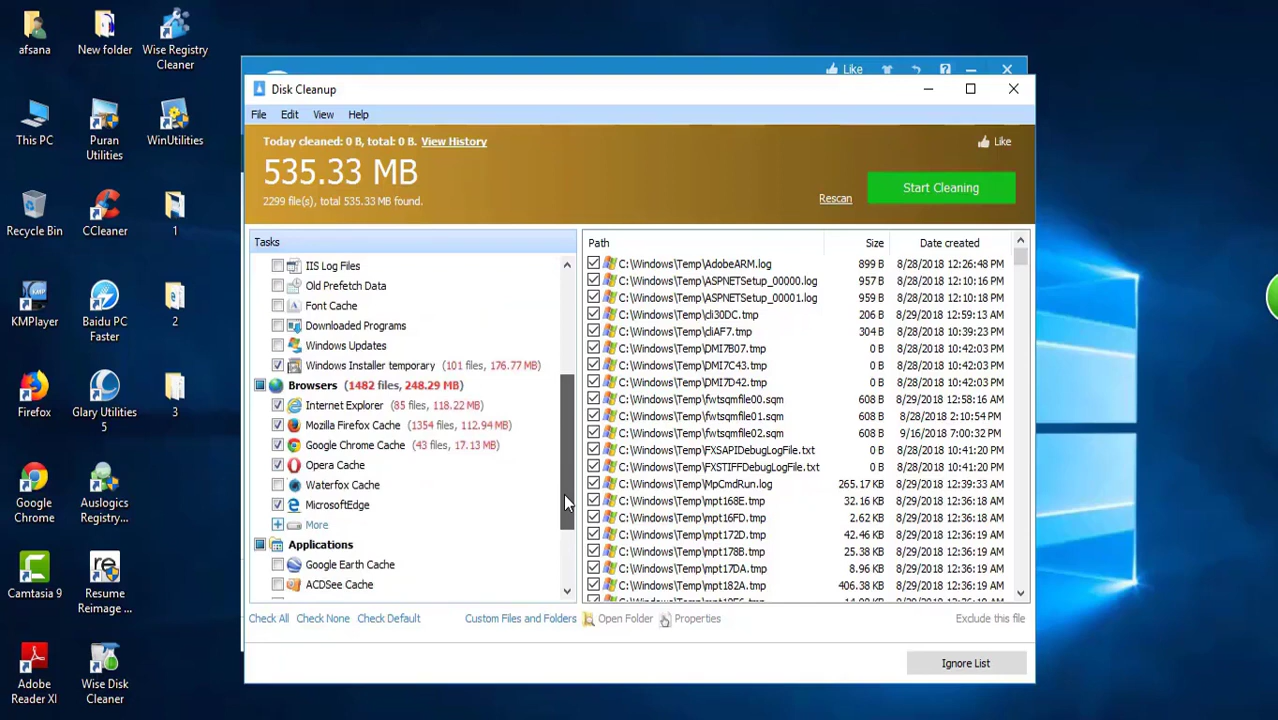 afsana
New folder
Wise Registry
Cleaner
This PC
Puran
Utilities
WinUtilities
Recycle Bin
CCleaner
1
KMPlayer
Baidu PC
Faster
2
Firefox
Glary Utilities
5
3
Google
Chrome
Auslogics
Registry...
Camtasia 9
Resume
Reimage ...
Adobe
Reader XI
Wise Disk
Cleaner
Like
Disk Cleanup
File Edit View Help
Today cleaned: 0 B, total: 0 B. View History
Like
535.33 MB
Start Cleaning
2299 file(s), total 535.33 MB found.
Rescan
Tasks
IIS Log Files
Old Prefetch Data
Font Cache
Downloaded Programs
Windows Updates
Windows Installer temporary (101 files, 176.77 MB)
Browsers (1482 files, 248.29 MB)
Internet Explorer (85 files, 118.22 MB)
Mozilla Firefox Cache (1354 files, 112.94 MB)
Google Chrome Cache (43 files, 17.13 MB)
Opera Cache
Waterfox Cache
MicrosoftEdge
More
Applications
Google Earth Cache
ACDSee Cache
Path Size Date created
C:\Windows\Temp\AdobeARM.log 899 B 8/28/2018 12:26:48 PM
C:\Windows\Temp\ASPNETSetup_00000.log 957 B 8/28/2018 12:10:16 PM
C:\Windows\Temp\ASPNETSetup_00001.log 959 B 8/28/2018 12:10:18 PM
C:\Windows\Temp\cli30DC.tmp 206 B 8/29/2018 12:59:13 AM
C:\Windows\Temp\cliAF7.tmp 304 B 8/28/2018 10:39:23 PM
C:\Windows\Temp\DMI7B07.tmp 0 B 8/28/2018 10:42:03 PM
C:\Windows\Temp\DMI7C43.tmp 0 B 8/28/2018 10:42:03 PM
C:\Windows\Temp\DMI7D42.tmp 0 B 8/28/2018 10:42:03 PM
C:\Windows\Temp\fwtsqmfile00.sqm 608 B 8/29/2018 12:58:16 AM
C:\Windows\Temp\fwtsqmfile01.sqm 608 B 8/28/2018 2:10:54 PM
C:\Windows\Temp\fwtsqmfile02.sqm 608 B 9/16/2018 7:00:32 PM
C:\Windows\Temp\FXSAPIDebugLogFile.txt 0 B 8/28/2018 10:41:20 PM
C:\Windows\Temp\FXSTIFFDebugLogFile.txt 0 B 8/28/2018 10:41:20 PM
C:\Windows\Temp\MpCmdRun.log 265.17 KB 8/28/2018 12:39:33 AM
C:\Windows\Temp\mpt163E.tmp 32.16 KB 8/29/2018 12:36:18 AM
C:\Windows\Temp\mpt16FD.tmp 2.62 KB 8/29/2018 12:36:18 AM
C:\Windows\Temp\mpt172D.tmp 42.46 KB 8/29/2018 12:36:19 AM
C:\Windows\Temp\mpt178B.tmp 25.38 KB 8/29/2018 12:36:19 AM
C:\Windows\Temp\mpt17DA.tmp 8.96 KB 8/29/2018 12:36:19 AM
C:\Windows\Temp\mpt182A.tmp 406.38 KB 8/29/2018 12:36:19 AM
Check All Check None Check Default Custom Files and Folders Open Folder Properties Exclude this file
Ignore List